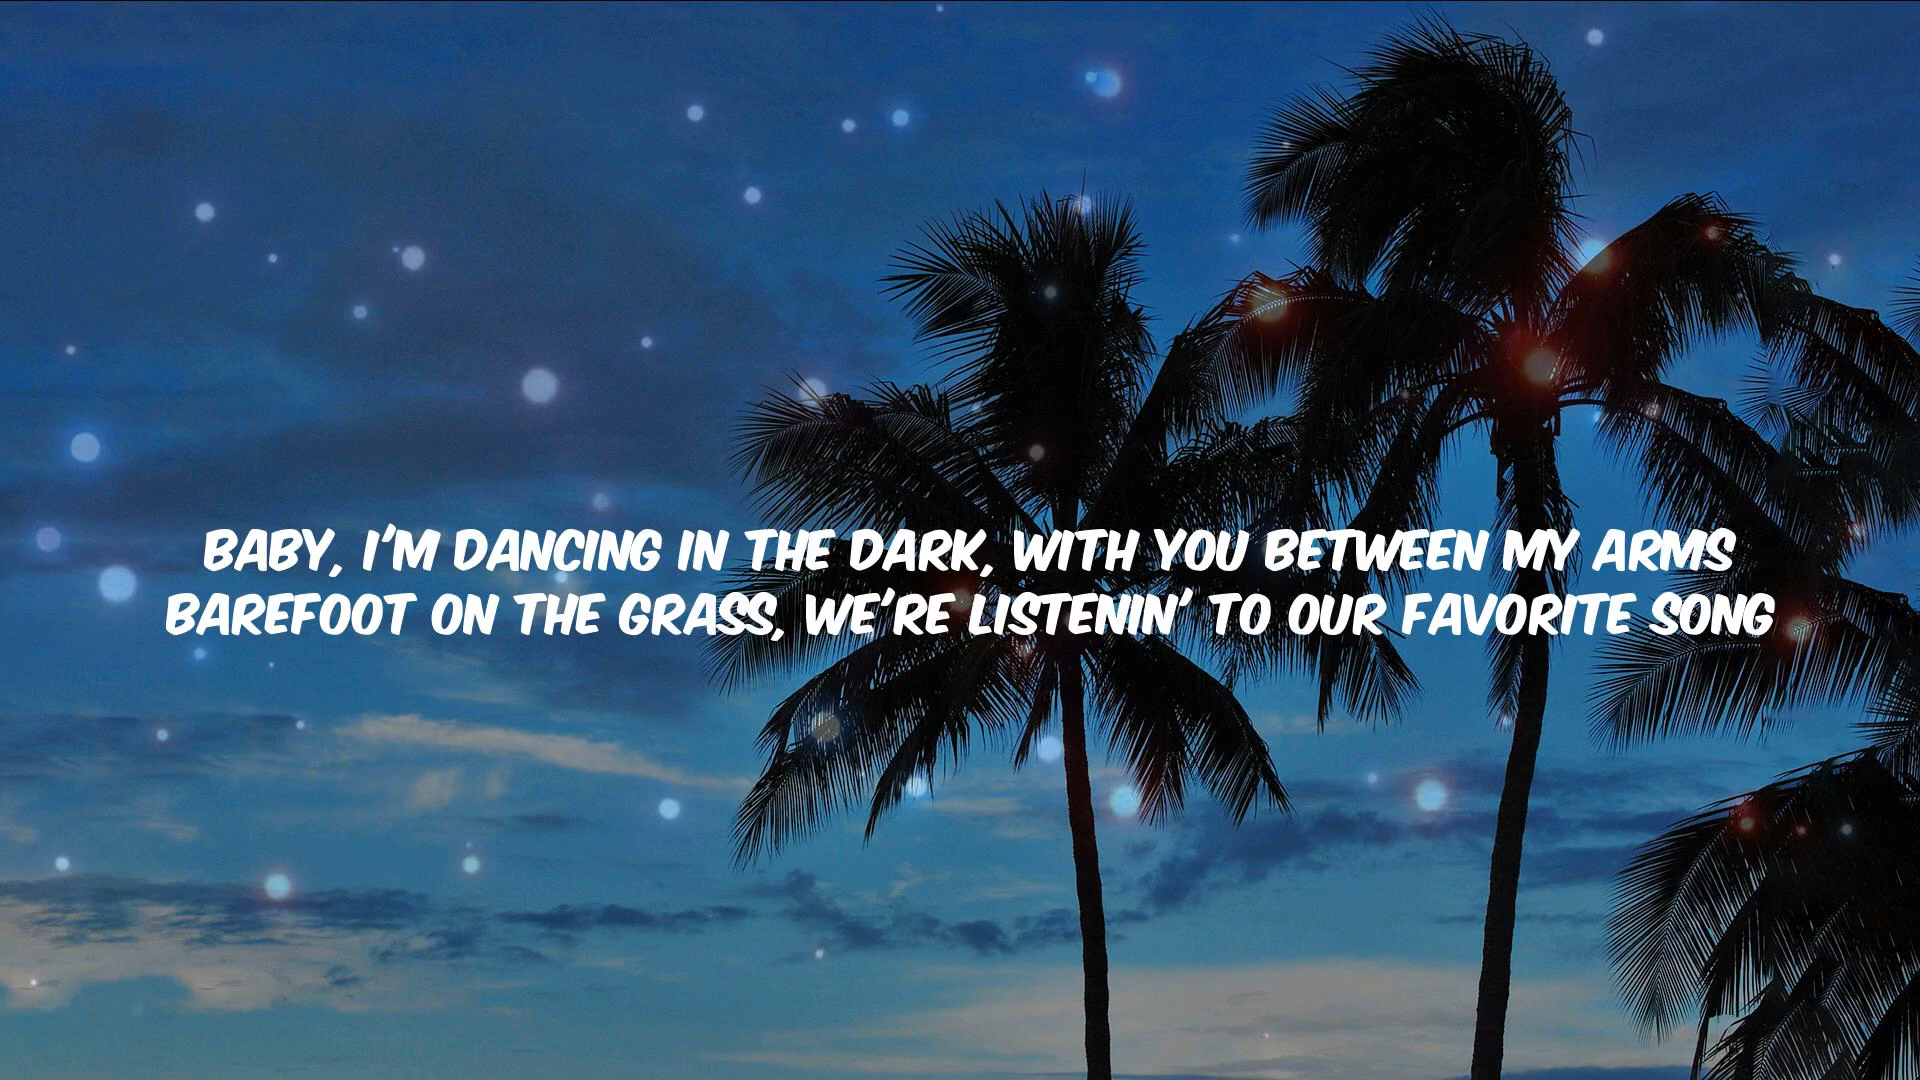 BABY, I'M DANCING IN THE DARK, WITH YOU BETWEEN MY ARMS
BAREFOOT ON THE GRASS, WE'RE LISTENIN' TO OUR FAVORITE SONG